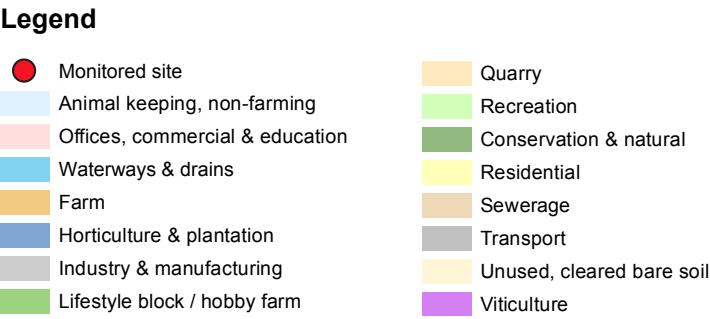 Legend
Monitored site
Animal keeping, non-farming
Offices, commercial & education
Waterways & drains
Farm
Horticulture & plantation
Industry & manufacturing
Lifestyle block / hobby farm
Quarry
Recreation
Conservation & natural
Residential
Sewerage
Transport
Unused, cleared bare soil
Viticulture